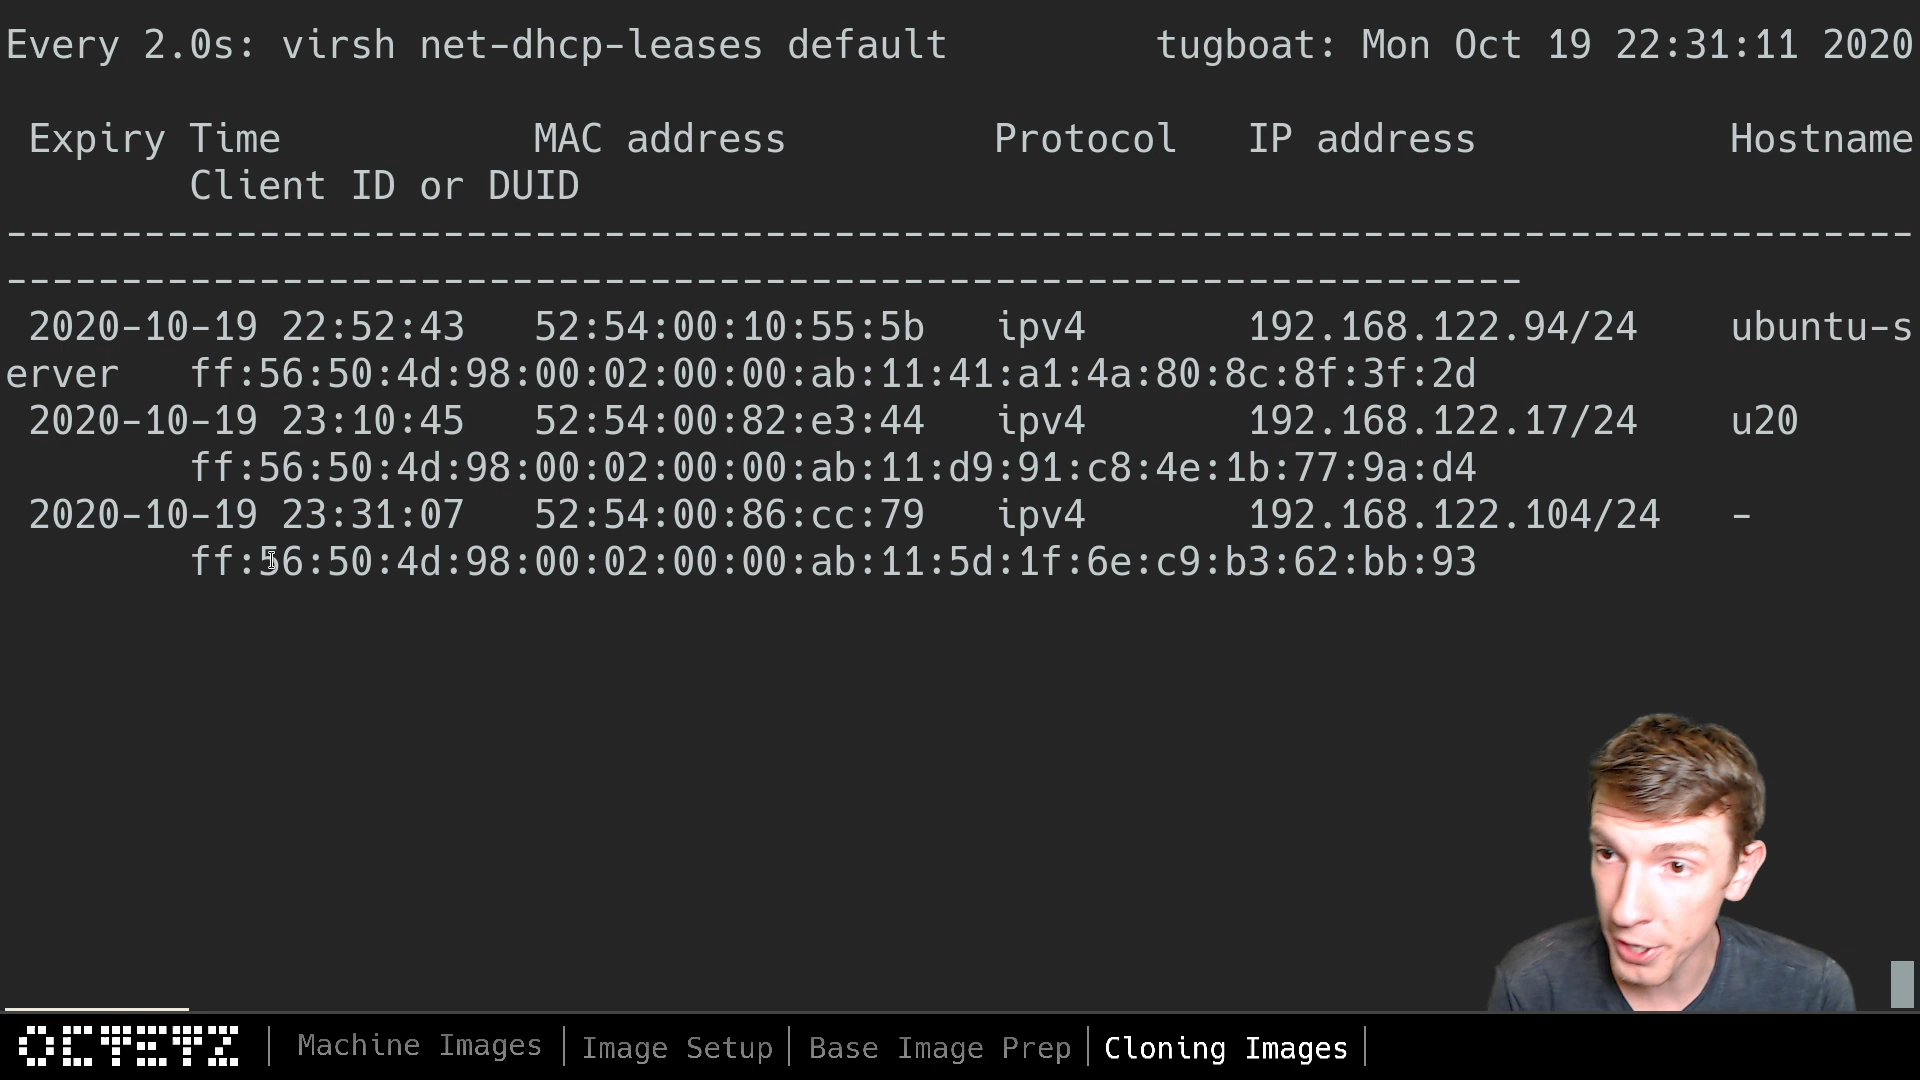 Every 2.0s: virsh net-dhcp-leases default tugboat: Mon Oct 19 22:31:11 2020
Expiry Time MAC address Protocol IP address Hostname
Client ID or DUID
-----------------------------------------------------------------------------------
------------------------------------------------------------------
2020-10-19 22:52:43 52:54:00:10:55:5b ipv4 192.168.122.94/24 ubuntu-s
erver ff:56:50:4d:98:00:02:00:00:ab:11:41:a1:4a:80:8c:8f:3f:2d
2020-10-19 23:10:45 52:54:00:82:e3:44 ipv4 192.168.122.17/24 u20
ff:56:50:4d:98:00:02:00:00:ab:11:d9:91:c8:4e:1b:77:9a:d4
2020-10-19 23:31:07 52:54:00:86:cc:79 ipv4 192.168.122.104/24 -
ff:56:50:4d:98:00:02:00:00:ab:11:5d:1f:6e:c9:b3:62:bb:93
OCTETZ | Machine Images | Image Setup | Base Image Prep | Cloning Images |